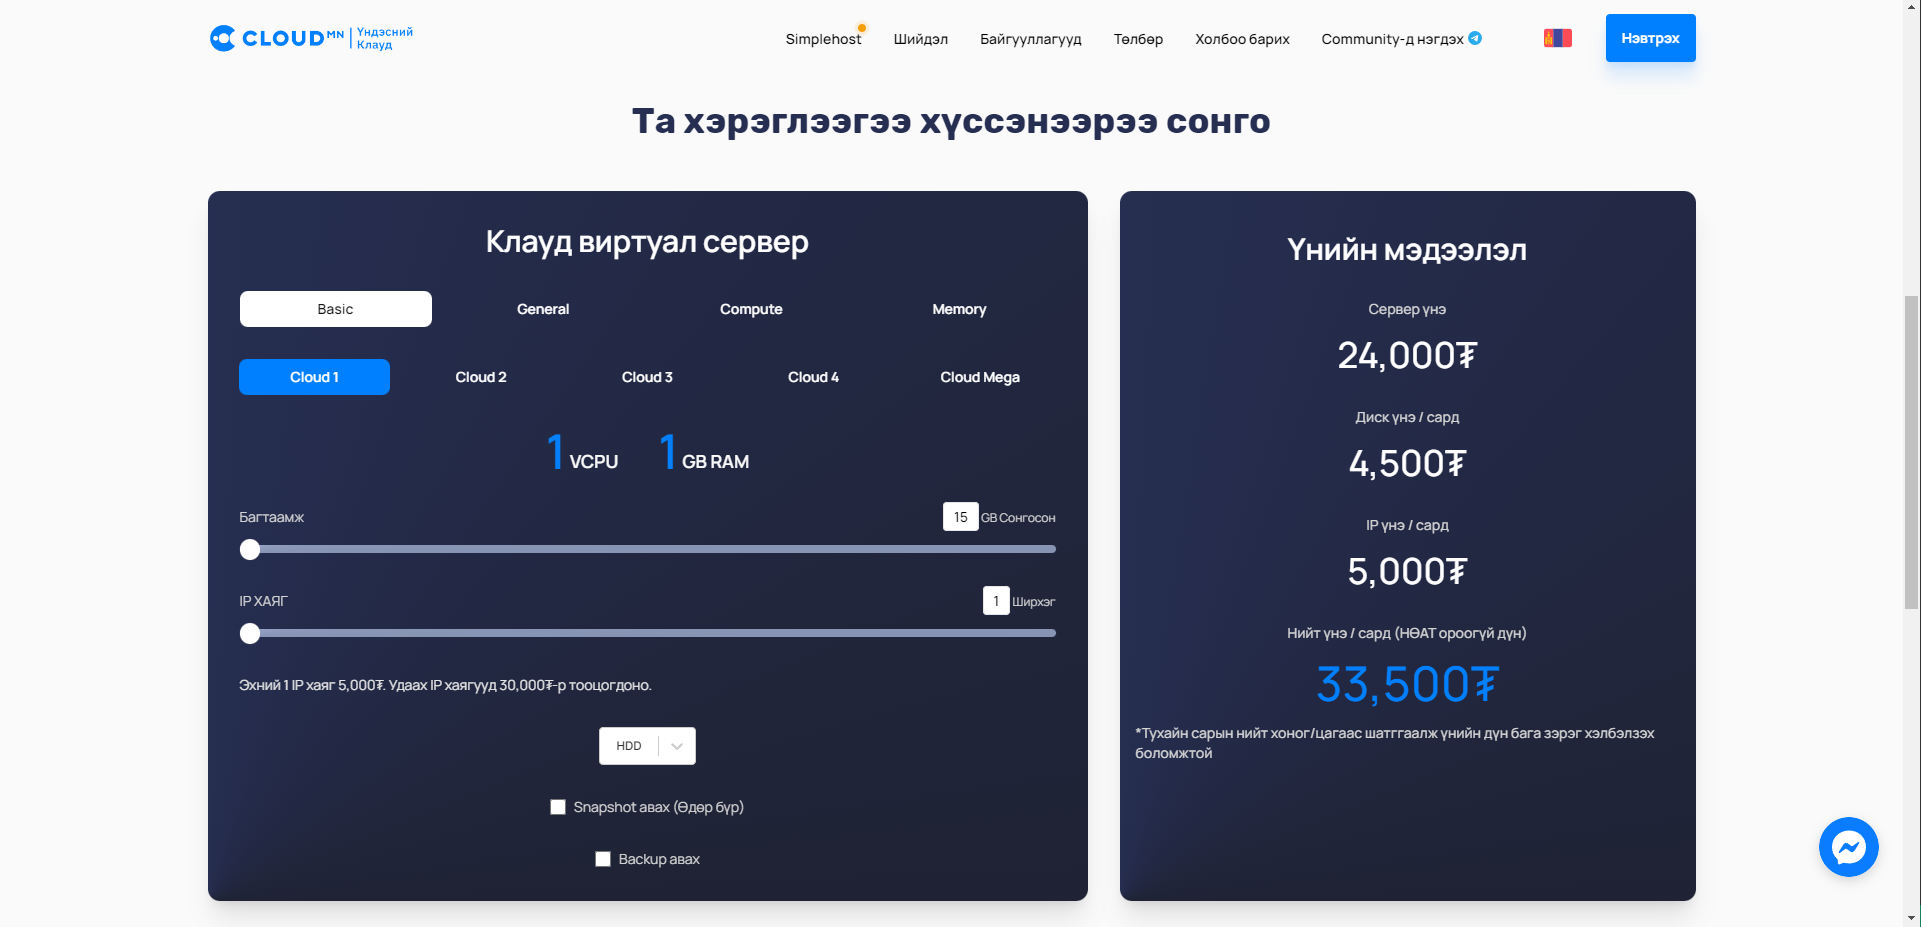 CLOUD MN
Үндэсний
Клауд
Simplehost
Шийдэл
Байгууллагууд
Төлбөр
Холбоо барих
Community-д нэгдэх
Нэвтрэх
Та хэрэглээгээ хүссэнээрээ сонго
Клауд виртуал сервер
Basic
General
Compute
Memory
Cloud 1
Cloud 2
Cloud 3
Cloud 4
Cloud Mega
1 VCPU
1 GB RAM
Багтаамж
15 GB Сонгосон
IP ХАЯГ
1 Ширхэг
Эхний 1 IP хаяг 5,000₮. Удаах IP хаягууд 30,000₮-р тооцогдоно.
HDD
Snapshot авах (Өдөр бүр)
Backup авах
Үнийн мэдээлэл
Сервер үнэ
24,000₮
Диск үнэ / сард
4,500₮
IP үнэ / сард
5,000₮
Нийт үнэ / сард (НӨАТ ороогүй дүн)
33,500₮
*Тухайн сарын нийт хоног/цагаас шатггаалж үнийн дүн бага зэрэг хэлбэлзэх
боломжтой